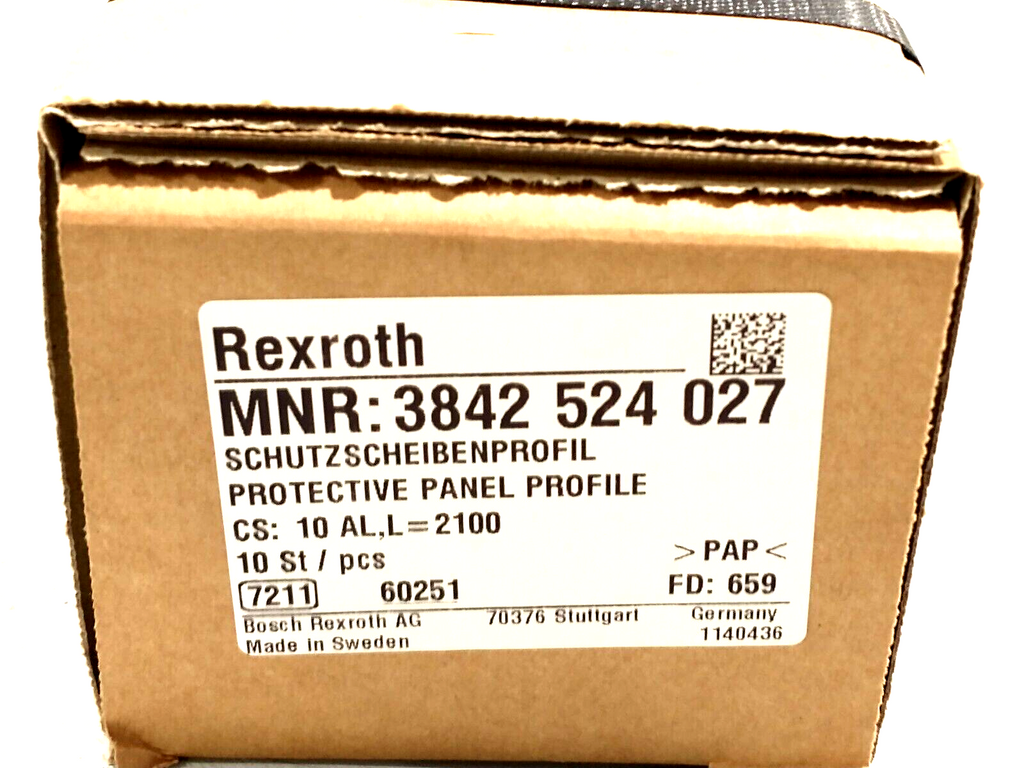 Rexroth
MNR: 3842 524 027
SCHUTZSCHEIBENPROFIL
PROTECTIVE PANEL PROFILE
CS: 10 AL,L=2100
10 St / pcs >PAP<
7211 60251 FD: 659
Bosch Rexroth AG 70376 Stuttgart Germany
Made in Sweden 1140436